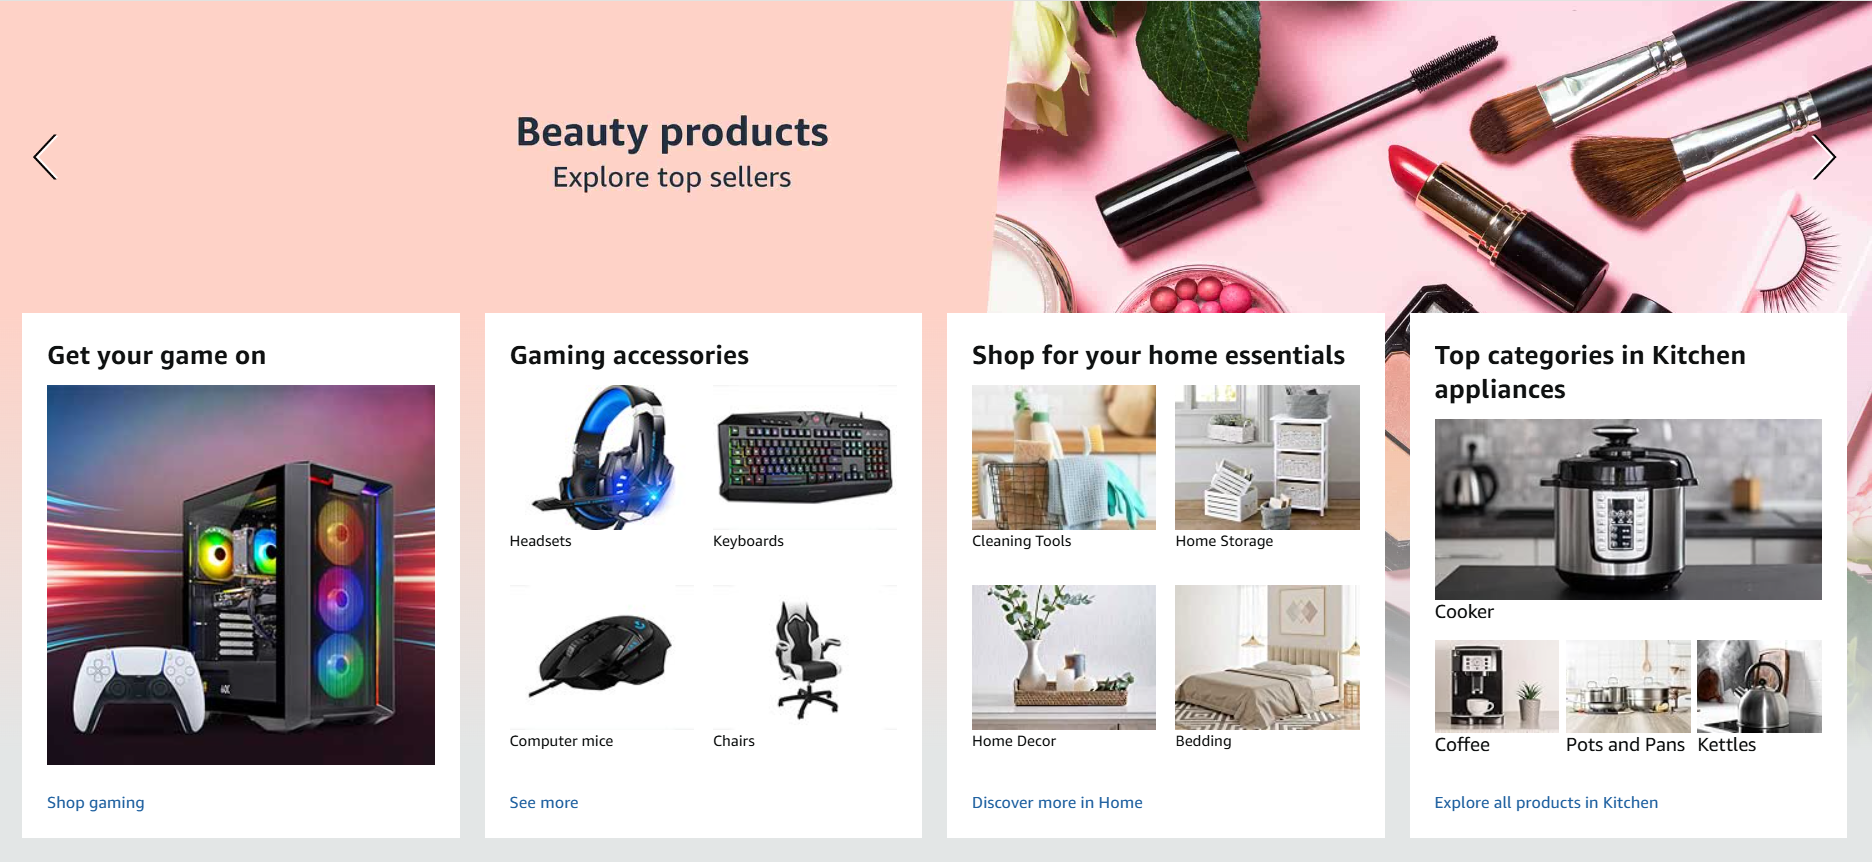 Beauty products
Explore top sellers
Get your game on
Shop gaming
Gaming accessories
Headsets
Keyboards
Computer mice
Chairs
See more
Shop for your home essentials
Cleaning Tools
Home Storage
Home Decor
Bedding
Discover more in Home
Top categories in Kitchen
appliances
Cooker
Coffee
Pots and Pans
Kettles
Explore all products in Kitchen